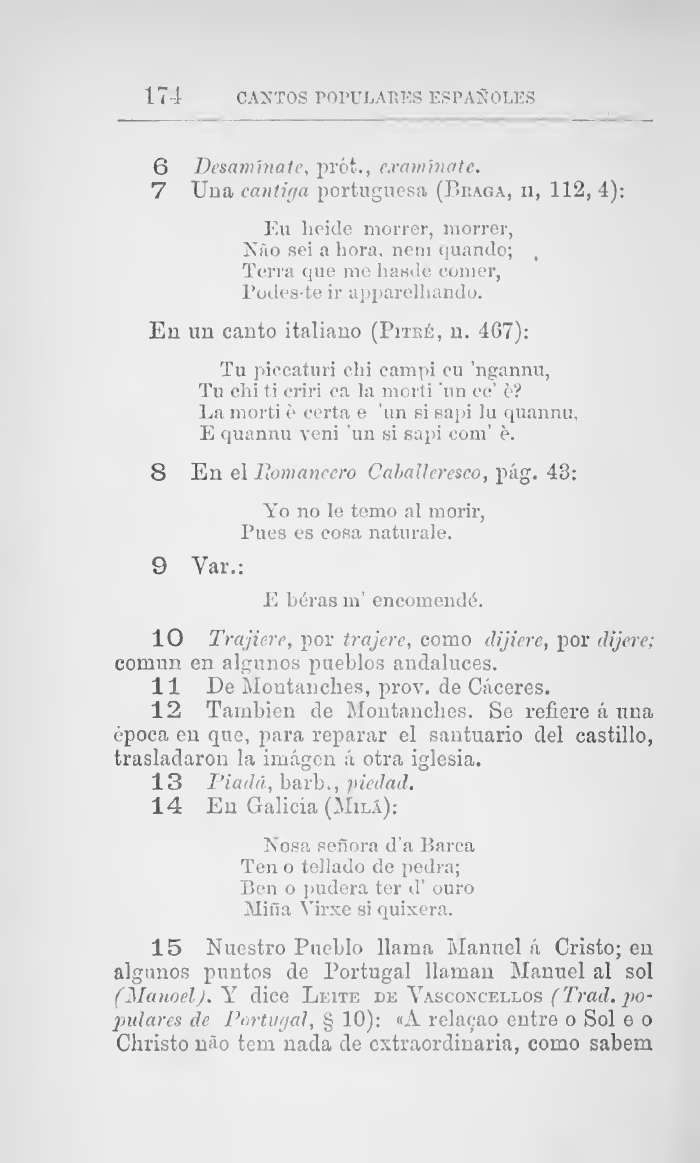 174 CANTOS POPULARES ESPAÑOLES
6 Desamínate, prót., examínate.
7 Una cantiga portuguesa (BRAGA, II, 112, 4):
Eu heide morrer, morrer,
Não sei a hora, nem quando;
Terra que me hasde comer,
Podes-te ir apparelhando.
En un canto italiano (PITRÉ, n. 467):
Tu piccaturi chi campi cu 'ngannu,
Tu chi ti criri ca la morti 'un cc' è?
La morti è certa e 'un si sapi lu quannu,
E quannu veni 'un si sapi com' è.
8 En el Romancero Caballeresco, pág. 43:
Yo no le temo al morir,
Pues es cosa naturale.
9 Var.:
E béras m' encomendé.
10 Trajiere, por trajere, como dijiere, por dijere;
comun en algunos pueblos andaluces.
11 De Montanches, prov. de Cáceres.
12 Tambien de Montanches. Se refiere á una
época en que, para reparar el santuario del castillo,
trasladaron la imágen á otra iglesia.
13 Piadá, barb., piedad.
14 En Galicia (MILÁ):
Nosa señora d'a Barca
Ten o tellado de pedra;
Ben o pudera ter d' ouro
Miña Virxe si quixera.
15 Nuestro Pueblo llama Manuel á Cristo; en
algunos puntos de Portugal llaman Manuel al sol
(Manoel). Y dice LEITE DE VASCONCELLOS (Trad. po-
pulares de Portugal, § 10): «A relaçao entre o Sol e o
Christo não tem nada de extraordinaria, como sabem